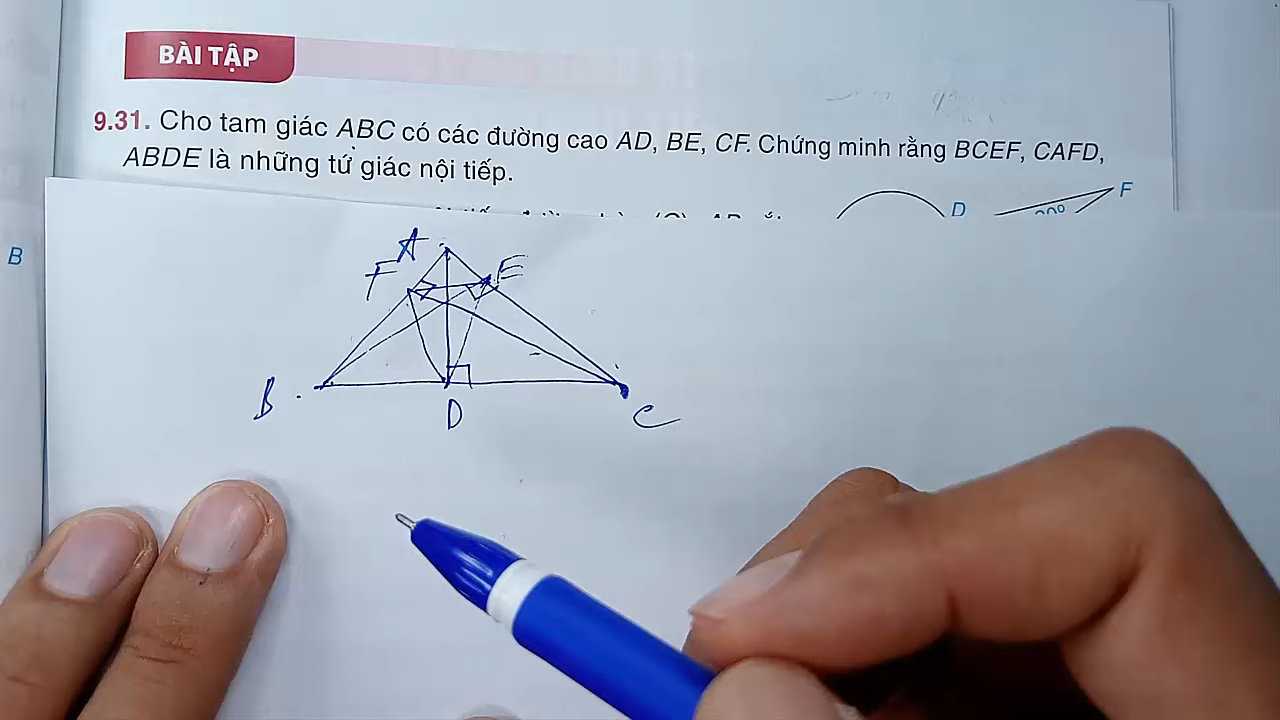 BÀI TẬP
9.31. Cho tam giác ABC có các đường cao AD, BE, CF. Chứng minh rằng BCEF, CAFD,
ABDE là những tứ giác nội tiếp.
D
F
B
A
F
E
B
D
C